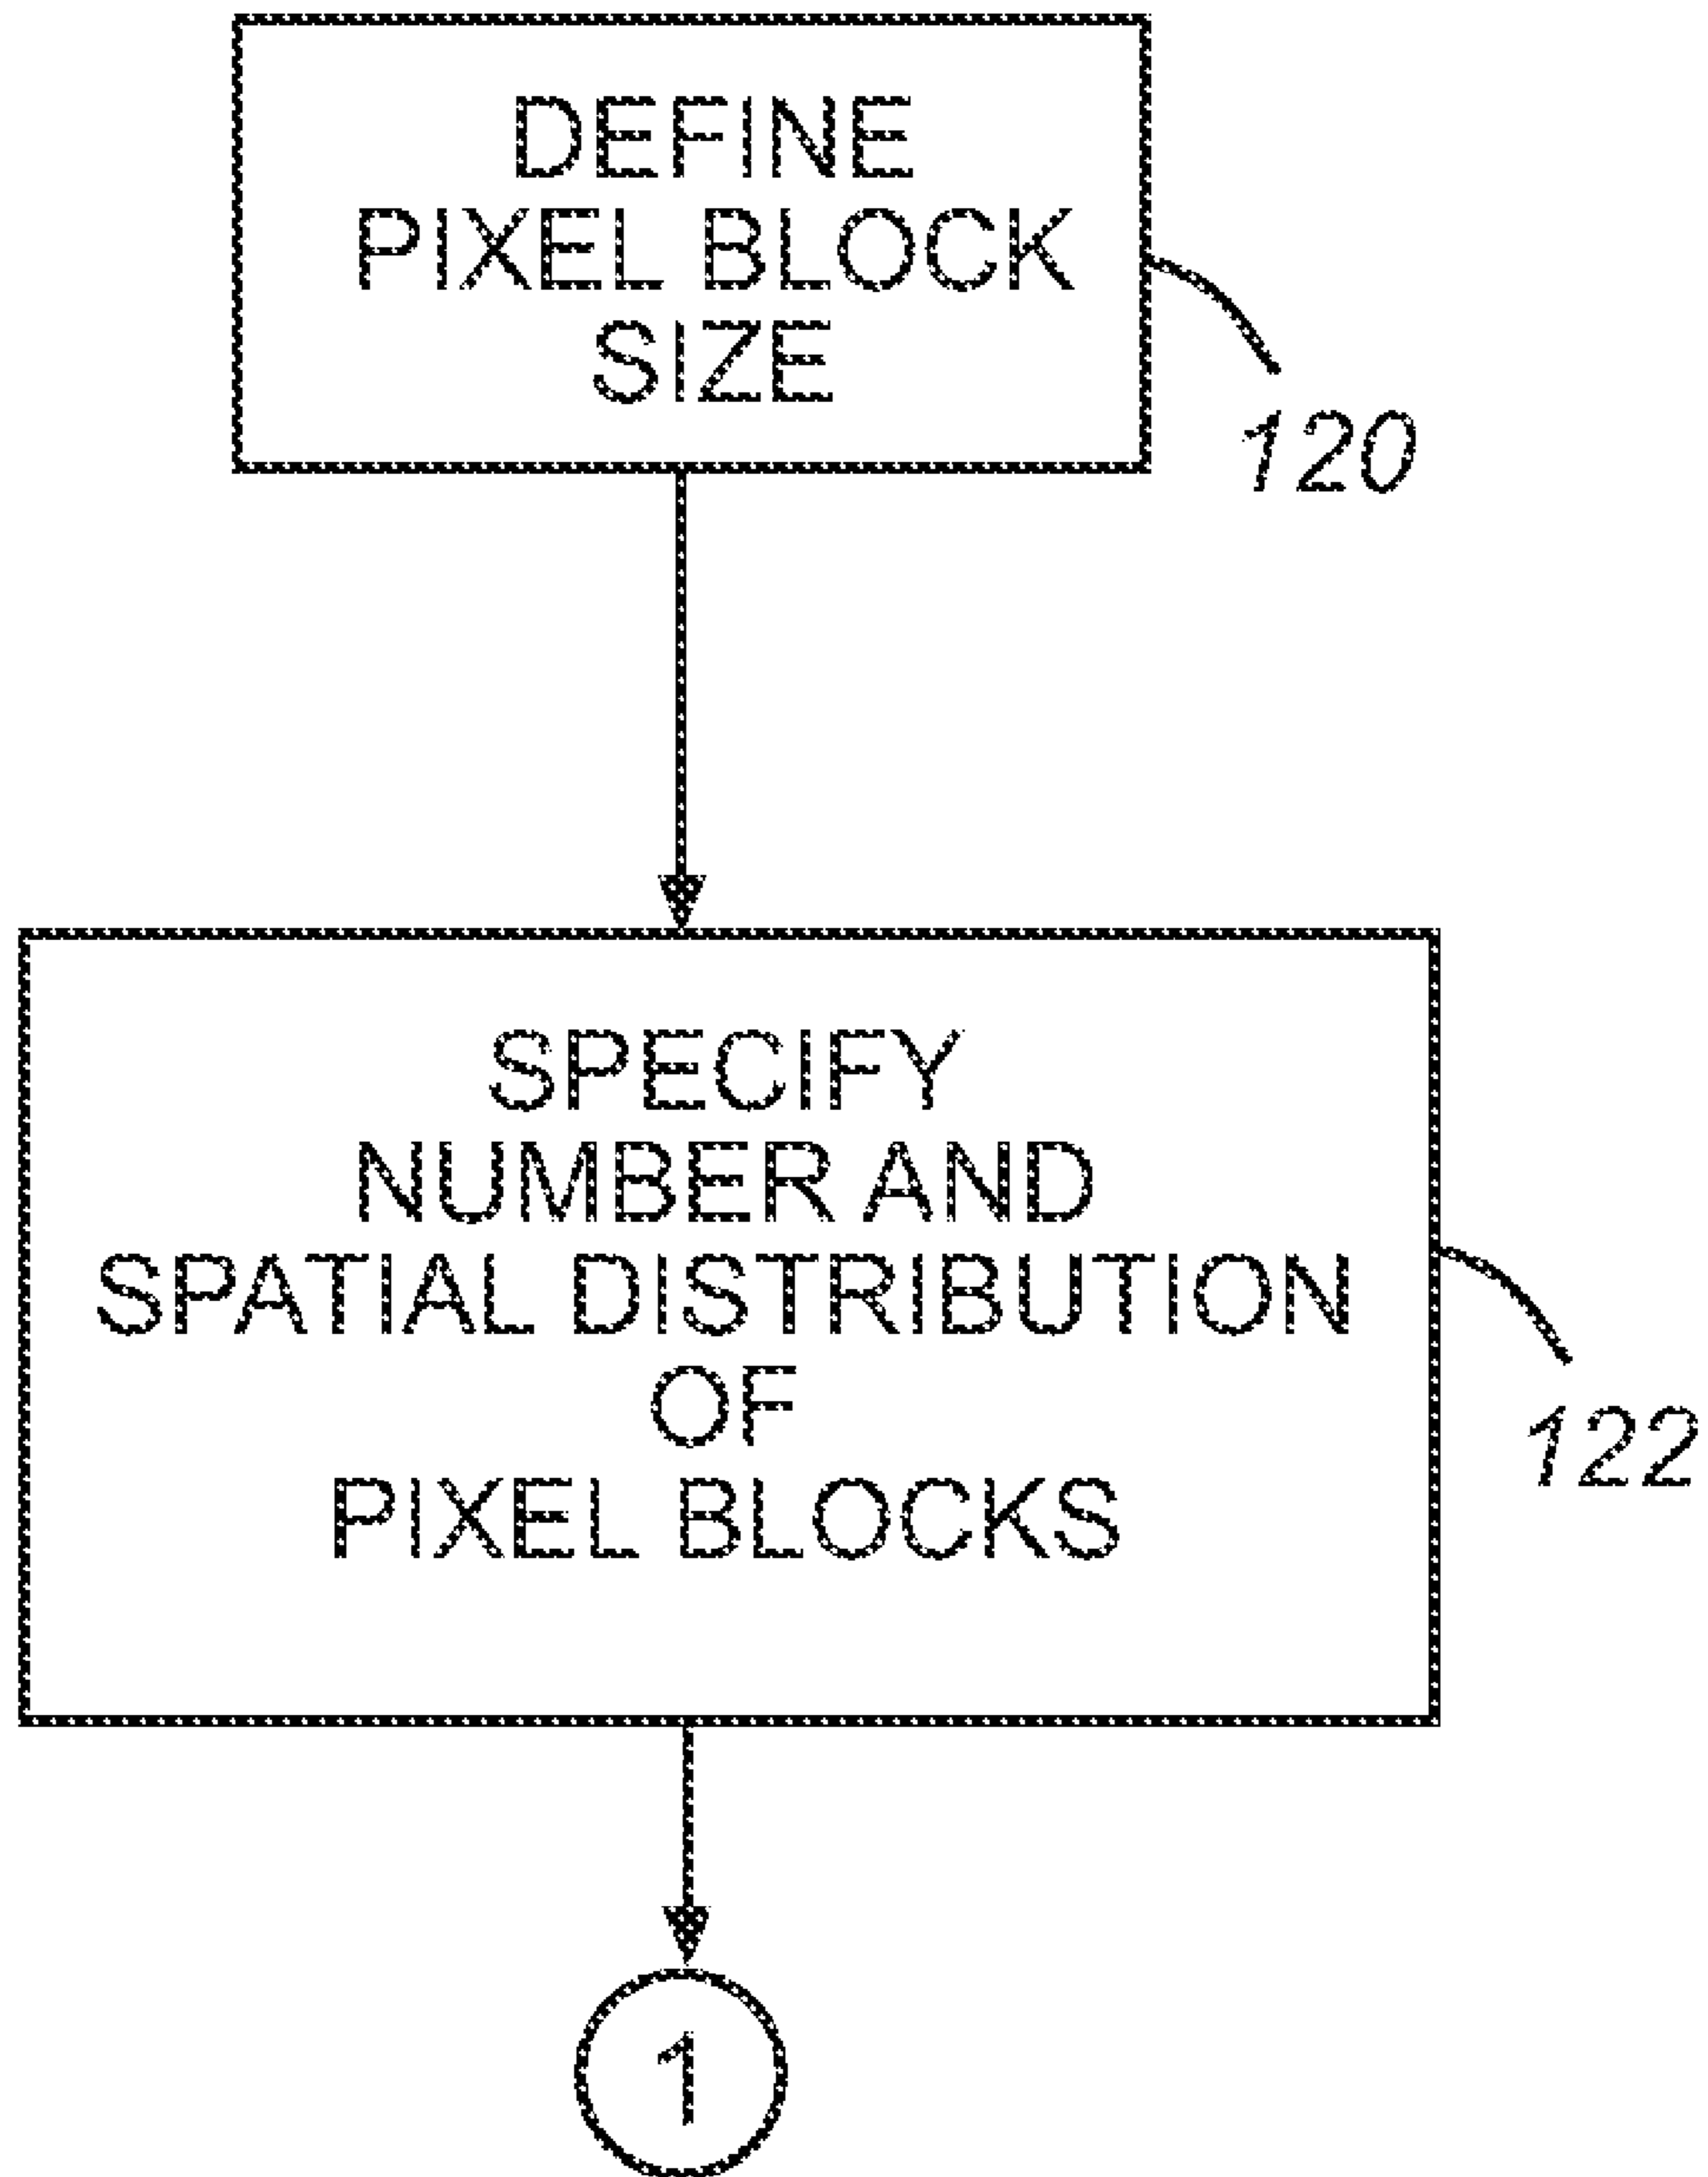 DEFINE
PIXEL BLOCK
SIZE
120
SPECIFY
NUMBER AND
SPATIAL DISTRIBUTION
OF
PIXEL BLOCKS
122
1